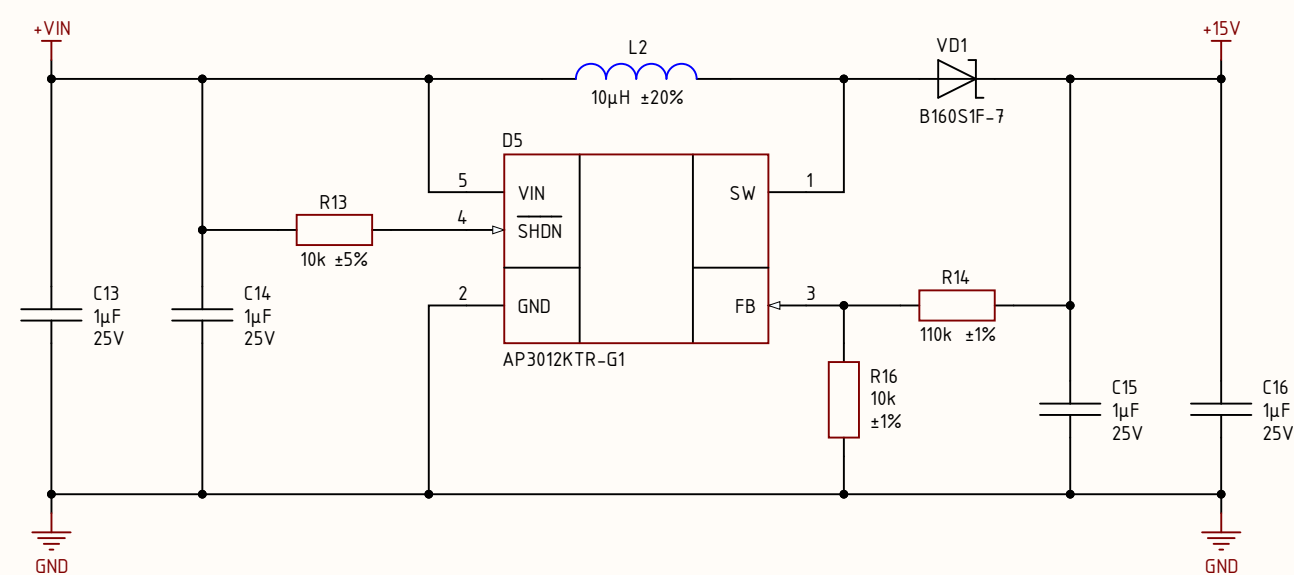 +VIN
+15V
L2
10µH ±20%
VD1
B160S1F-7
D5
5
VIN
SW
1
R13
10k ±5%
4
SHDN
2
GND
FB
3
R14
110k ±1%
AP3012KTR-G1
C13
1µF
25V
C14
1µF
25V
R16
10k
±1%
C15
1µF
25V
C16
1µF
25V
GND
GND